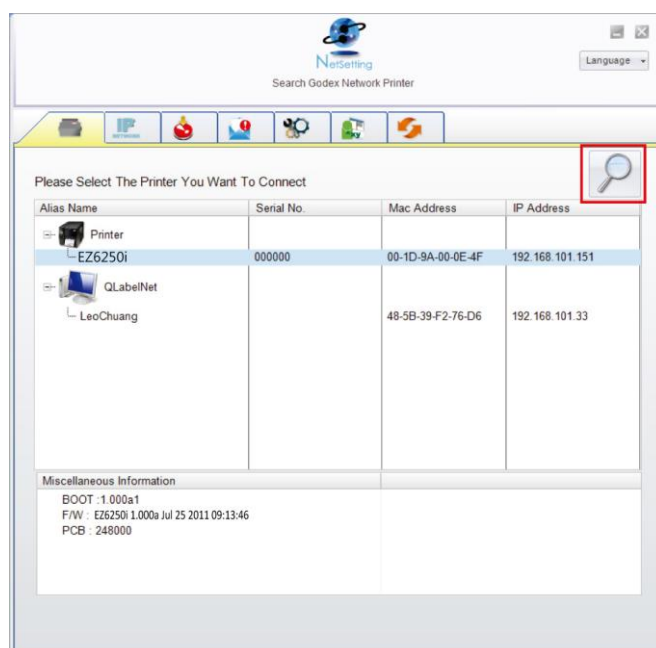 NetSetting
Language
Search Godex Network Printer
IP
NETWORK
Please Select The Printer You Want To Connect
Alias Name Serial No. Mac Address IP Address
Printer
EZ6250i 000000 00-1D-9A-00-0E-4F 192.168.101.151
QLabelNet
LeoChuang 48-5B-39-F2-76-D6 192.168.101.33
Miscellaneous Information
BOOT :1.000a1
F/W : EZ6250i 1.000a Jul 25 2011 09:13:46
PCB : 248000